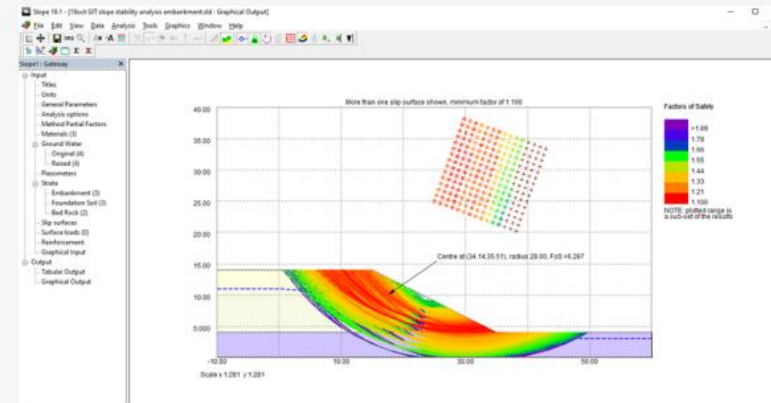 Slope 19.1 - [16oct GIT slope stability analysis embankment.sld : Graphical Output]
File Edit View Data Analysis Tools Graphics Window Help
Slope1 : Gateway
Input
Titles
Units
General Parameters
Analysis options
Method Partial Factors
Materials (3)
Ground Water
Original (4)
Raised (4)
Piezometers
Strata
Embankment (3)
Foundation Soil (3)
Bed Rock (2)
Slip surfaces
Surface loads (0)
Reinforcement
Graphical Input
Output
Tabular Output
Graphical Output
More than one slip surface shown, minimum factor of 1.100
40.00
35.00
30.00
25.00
20.00
15.00
10.00
5.000
-10.00
10.00
30.00
50.00
Centre at (34.14,35.51), radius 28.00, FoS =6.287
Scale x 1:281 y 1:281
Factors of Safety
>1.89
1.78
1.66
1.55
1.44
1.33
1.21
1.100
NOTE: plotted range is
a sub-set of the results